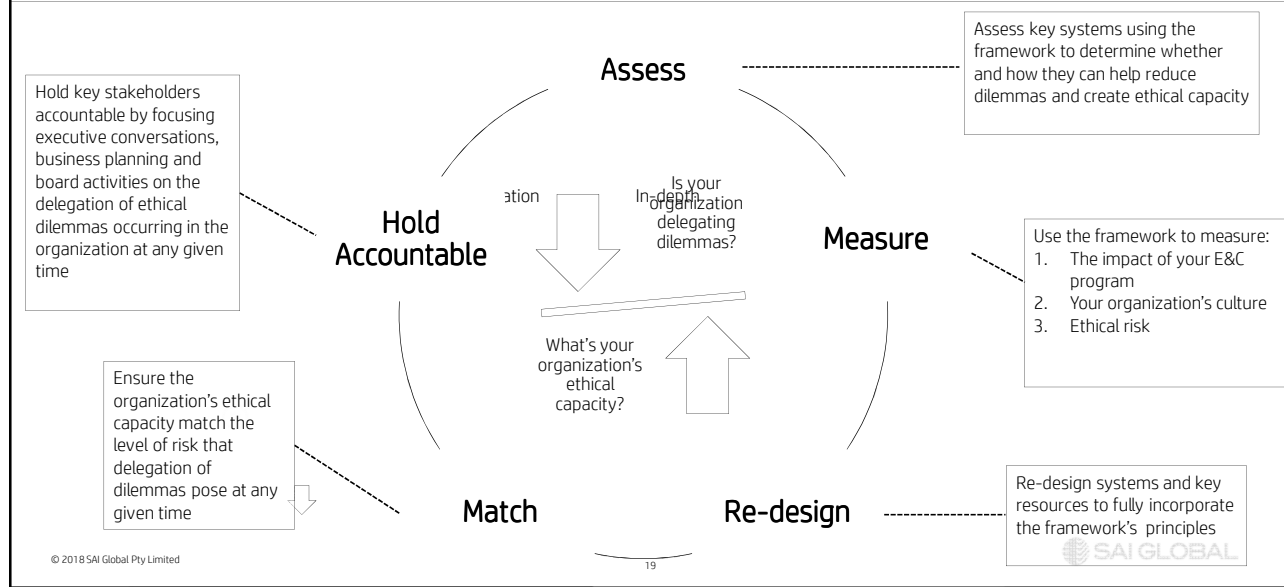 Assess
Assess key systems using the
framework to determine whether
and how they can help reduce
dilemmas and create ethical capacity
Hold key stakeholders
accountable by focusing
executive conversations,
business planning and
board activities on the
delegation of ethical
dilemmas occurring in the
organization at any given
time
Hold
Accountable
ation
In-depth
Is your
organization
delegating
dilemmas?
Measure
Use the framework to measure:
1. The impact of your E&C
program
2. Your organization's culture
3. Ethical risk
What's your
organization's
ethical
capacity?
Ensure the
organization's ethical
capacity match the
level of risk that
delegation of
dilemmas pose at any
given time
Match
Re-design
Re-design systems and key
resources to fully incorporate
the framework's principles
© 2018 SAI Global Pty Limited
19
SAI GLOBAL